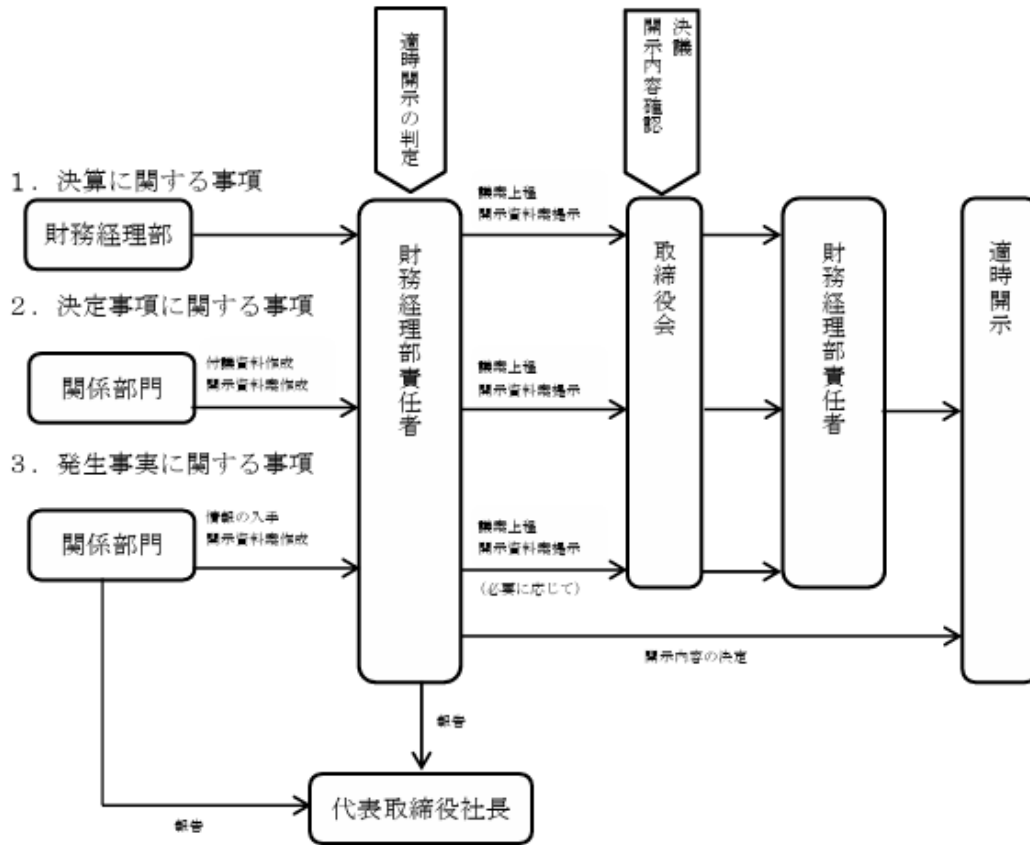 適時開示の判定
決議
開示内容確認
1．決算に関する事項
財務経理部
財務経理部責任者
議案上程
開示資料案提示
取締役会
財務経理部責任者
適時開示
2．決定事項に関する事項
関係部門
付議資料作成
開示資料案作成
議案上程
開示資料案提示
3．発生事実に関する事項
関係部門
情報の入手
開示資料案作成
議案上程
開示資料案提示
（必要に応じて）
開示内容の決定
報告
代表取締役社長
報告